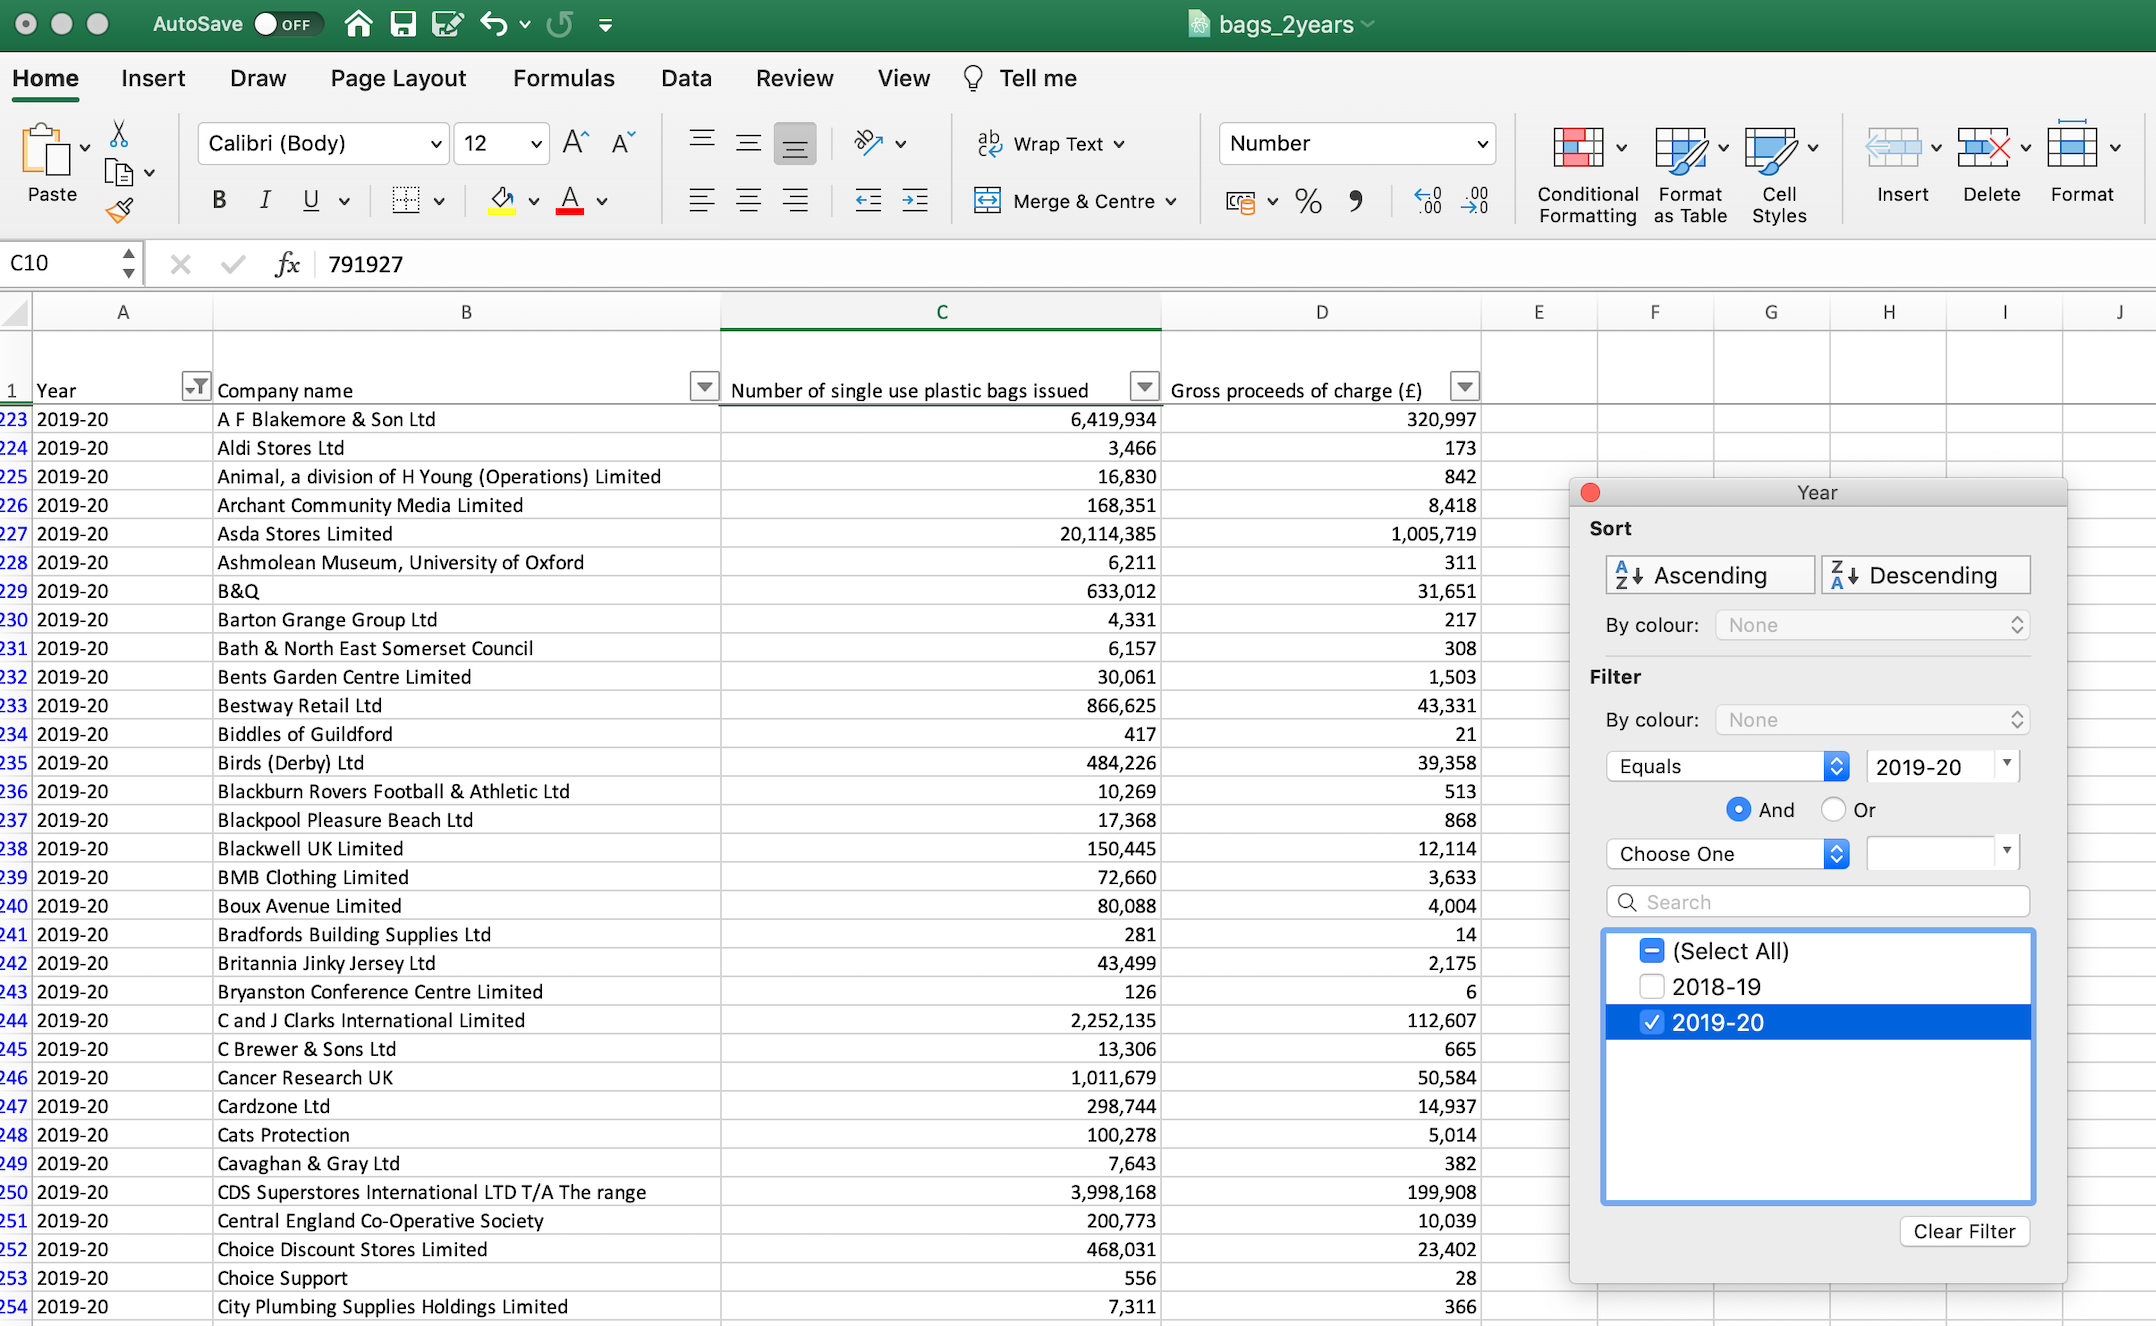 AutoSave OFF bags_2years
Home Insert Draw Page Layout Formulas Data Review View Tell me
Paste Calibri (Body) 12 A^ A˅ ab Wrap Text Number Conditional Formatting Format as Table Cell Styles Insert Delete Format
B I U A Merge & Centre % , .0 .00 .00 .0
C10 fx 791927
A B C D E F G H I J
1 Year Company name Number of single use plastic bags issued Gross proceeds of charge (£)
223 2019-20 A F Blakemore & Son Ltd 6,419,934 320,997
224 2019-20 Aldi Stores Ltd 3,466 173
225 2019-20 Animal, a division of H Young (Operations) Limited 16,830 842
226 2019-20 Archant Community Media Limited 168,351 8,418
227 2019-20 Asda Stores Limited 20,114,385 1,005,719
228 2019-20 Ashmolean Museum, University of Oxford 6,211 311
229 2019-20 B&Q 633,012 31,651
230 2019-20 Barton Grange Group Ltd 4,331 217
231 2019-20 Bath & North East Somerset Council 6,157 308
232 2019-20 Bents Garden Centre Limited 30,061 1,503
233 2019-20 Bestway Retail Ltd 866,625 43,331
234 2019-20 Biddles of Guildford 417 21
235 2019-20 Birds (Derby) Ltd 484,226 39,358
236 2019-20 Blackburn Rovers Football & Athletic Ltd 10,269 513
237 2019-20 Blackpool Pleasure Beach Ltd 17,368 868
238 2019-20 Blackwell UK Limited 150,445 12,114
239 2019-20 BMB Clothing Limited 72,660 3,633
240 2019-20 Boux Avenue Limited 80,088 4,004
241 2019-20 Bradfords Building Supplies Ltd 281 14
242 2019-20 Britannia Jinky Jersey Ltd 43,499 2,175
243 2019-20 Bryanston Conference Centre Limited 126 6
244 2019-20 C and J Clarks International Limited 2,252,135 112,607
245 2019-20 C Brewer & Sons Ltd 13,306 665
246 2019-20 Cancer Research UK 1,011,679 50,584
247 2019-20 Cardzone Ltd 298,744 14,937
248 2019-20 Cats Protection 100,278 5,014
249 2019-20 Cavaghan & Gray Ltd 7,643 382
250 2019-20 CDS Superstores International LTD T/A The range 3,998,168 199,908
251 2019-20 Central England Co-Operative Society 200,773 10,039
252 2019-20 Choice Discount Stores Limited 468,031 23,402
253 2019-20 Choice Support 556 28
254 2019-20 City Plumbing Supplies Holdings Limited 7,311 366
Year
Sort
Ascending Descending
By colour: None
Filter
By colour: None
Equals 2019-20
And Or
Choose One
Search
(Select All)
2018-19
2019-20
Clear Filter